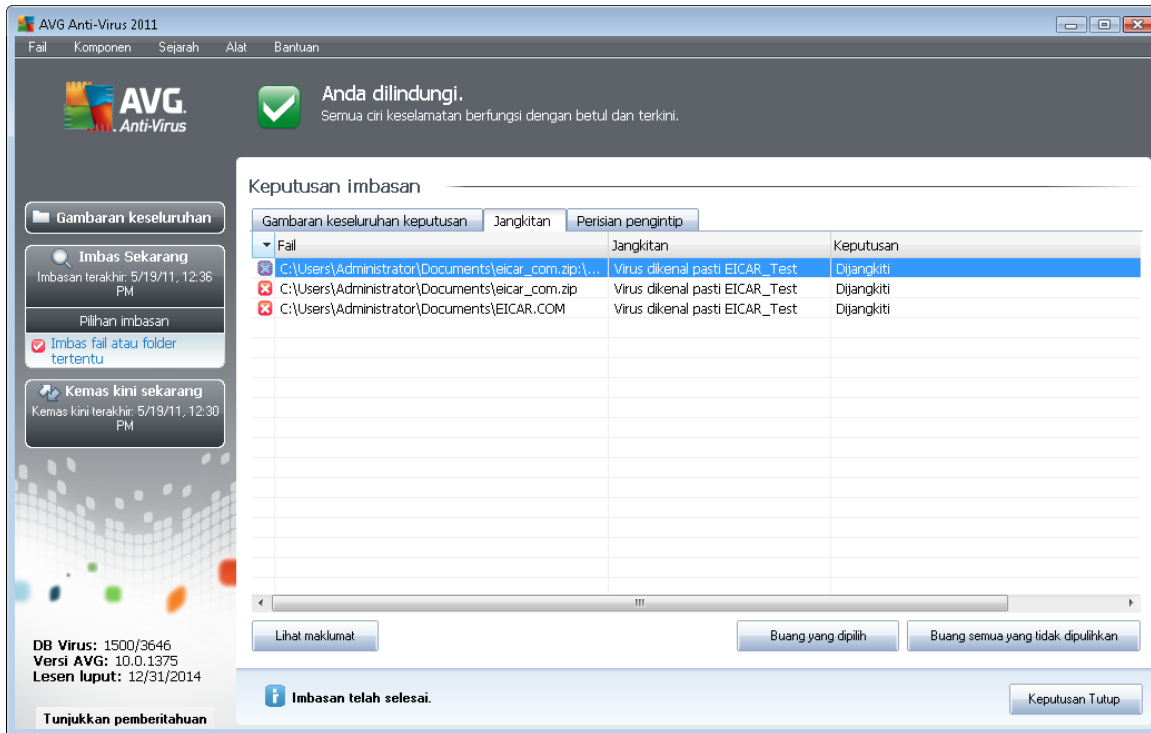 AVG Anti-Virus 2011
Fail Komponen Sejarah Alat Bantuan
AVG.
Anti-Virus
Anda dilindungi.
Semua ciri keselamatan berfungsi dengan betul dan terkini.
Gambaran keseluruhan
Imbas Sekarang
Imbasan terakhir: 5/19/11, 12:36
PM
Pilihan imbasan
Imbas fail atau folder
tertentu
Kemas kini sekarang
Kemas kini terakhir: 5/19/11, 12:30
PM
DB Virus: 1500/3646
Versi AVG: 10.0.1375
Lesen luput: 12/31/2014
Tunjukkan pemberitahuan
Keputusan imbasan
Gambaran keseluruhan keputusan Jangkitan Perisian pengintip
Fail Jangkitan Keputusan
C:\Users\Administrator\Documents\eicar_com.zip:\... Virus dikenal pasti EICAR_Test Dijangkiti
C:\Users\Administrator\Documents\eicar_com.zip Virus dikenal pasti EICAR_Test Dijangkiti
C:\Users\Administrator\Documents\EICAR.COM Virus dikenal pasti EICAR_Test Dijangkiti
Lihat maklumat Buang yang dipilih Buang semua yang tidak dipulihkan
Imbasan telah selesai.
Keputusan Tutup